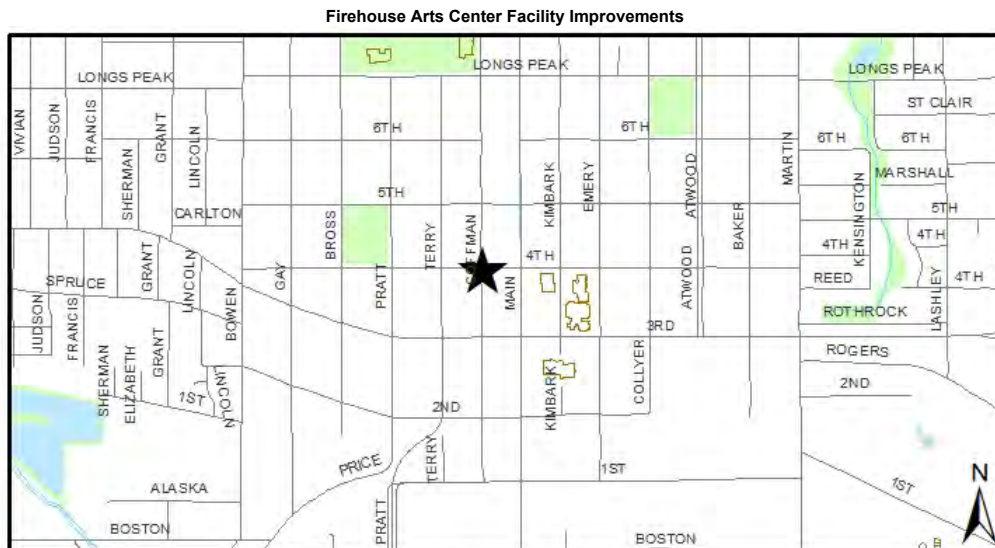 Firehouse Arts Center Facility Improvements
LONGS PEAK
LONGS PEAK
LONGS PEAK
VIVIAN
JUDSON
FRANCIS
SHERMAN
GRANT
LINCOLN
CARLTON
6TH
6TH
5TH
BROSS
TERRY
COFFMAN
KIMBARK
EMERY
ATWOOD
MARTIN
BAKER
ST CLAIR
6TH
6TH
MARSHALL
KENSINGTON
5TH
4TH
4TH
4TH
REED
LASHLEY
ROTHROCK
SPRUCE
GRANT
LINCOLN
GAY
PRATT
MAIN
4TH
ATWOOD
3RD
JUDSON
FRANCIS
SHERMAN
ELIZABETH
GRANT
BOWEN
1ST
LINCOLN
2ND
KIMBARK
COLLYER
ROGERS
2ND
PRICE
TERRY
1ST
1ST
N
ALASKA
BOSTON
PRATT
BOSTON